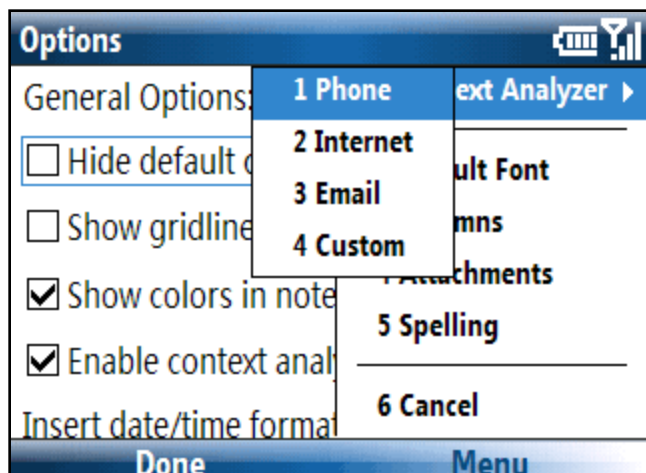 Options
General Options:
Hide default
Show gridline
Show colors in note
Enable context anal
Insert date/time format
1 Phone
2 Internet
3 Email
4 Custom
ext Analyzer
ult Font
mns
Attachments
5 Spelling
6 Cancel
Done
Menu